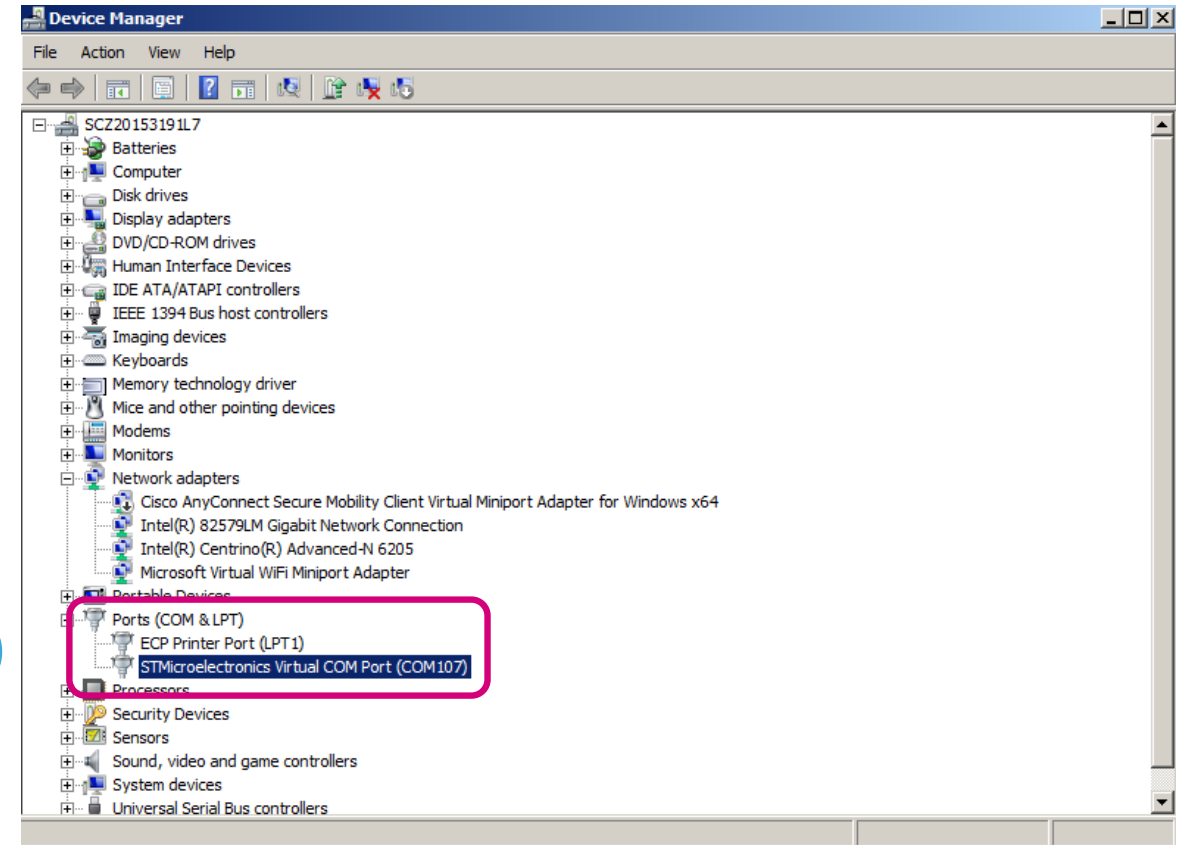 Device Manager
File Action View Help
SCZ20153191L7
Batteries
Computer
Disk drives
Display adapters
DVD/CD-ROM drives
Human Interface Devices
IDE ATA/ATAPI controllers
IEEE 1394 Bus host controllers
Imaging devices
Keyboards
Memory technology driver
Mice and other pointing devices
Modems
Monitors
Network adapters
Cisco AnyConnect Secure Mobility Client Virtual Miniport Adapter for Windows x64
Intel(R) 82579LM Gigabit Network Connection
Intel(R) Centrino(R) Advanced-N 6205
Microsoft Virtual WiFi Miniport Adapter
Portable Devices
Ports (COM & LPT)
ECP Printer Port (LPT1)
STMicroelectronics Virtual COM Port (COM107)
Processors
Security Devices
Sensors
Sound, video and game controllers
System devices
Universal Serial Bus controllers